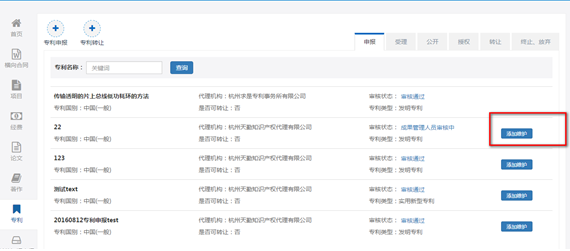 首页
横向合同
项目
经费
论文
著作
专利
专利申报 专利转让
申报 受理 公开 授权 转让 终止、放弃
专利名称： 关键词 查询
传输透明的片上总线低功耗环的方法 代理机构：杭州求是专利事务所有限公司 审核状态： 审核通过
专利国别：中国(一般) 是否可转让：否 专利类型：发明专利
22 代理机构：杭州天勤知识产权代理有限公司 审核状态： 成果管理人员审核中
专利国别：中国(一般) 是否可转让：否 专利类型：发明专利
添加维护
123 代理机构：杭州天勤知识产权代理有限公司 审核状态： 审核通过
专利国别：中国(一般) 是否可转让：否 专利类型：发明专利
添加维护
测试text 代理机构：杭州天勤知识产权代理有限公司 审核状态： 审核通过
专利国别：中国(一般) 是否可转让：否 专利类型：实用新型专利
添加维护
20160812专利申报test 代理机构：杭州天勤知识产权代理有限公司 审核状态： 审核通过
专利国别：中国(一般) 是否可转让：否 专利类型：发明专利
添加维护